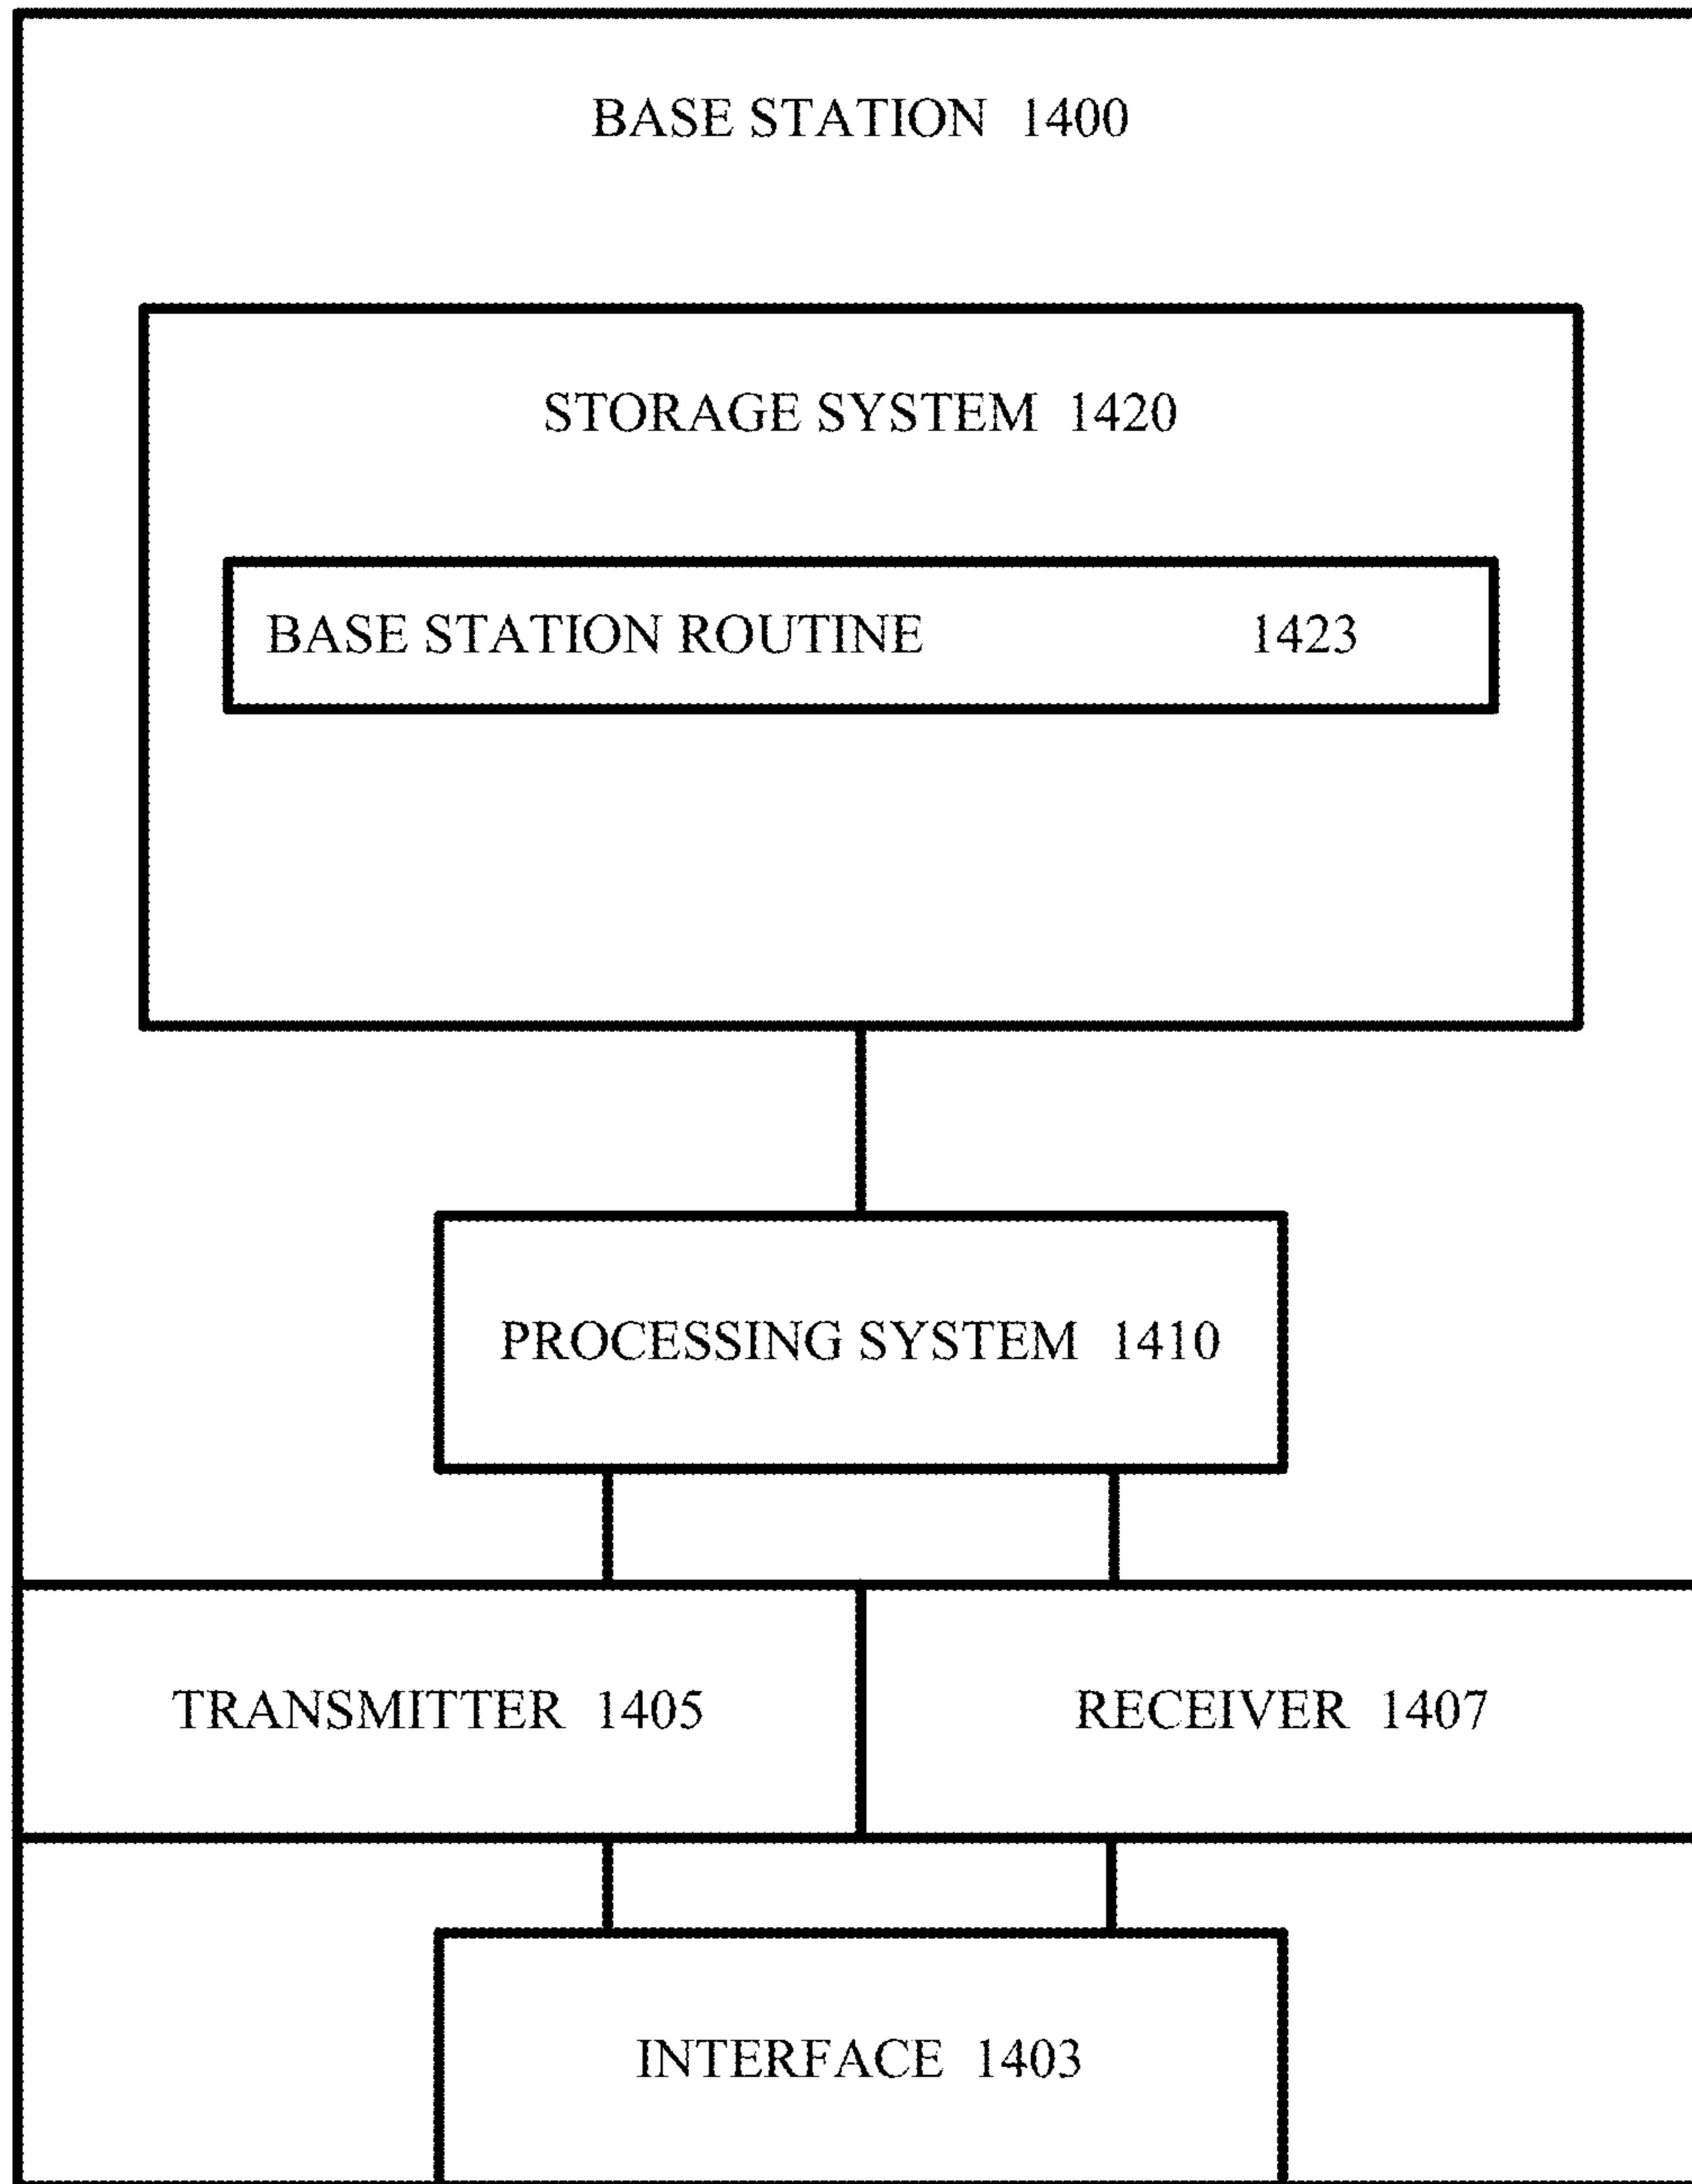 BASE STATION 1400
STORAGE SYSTEM 1420
BASE STATION ROUTINE 1423
PROCESSING SYSTEM 1410
TRANSMITTER 1405
RECEIVER 1407
INTERFACE 1403